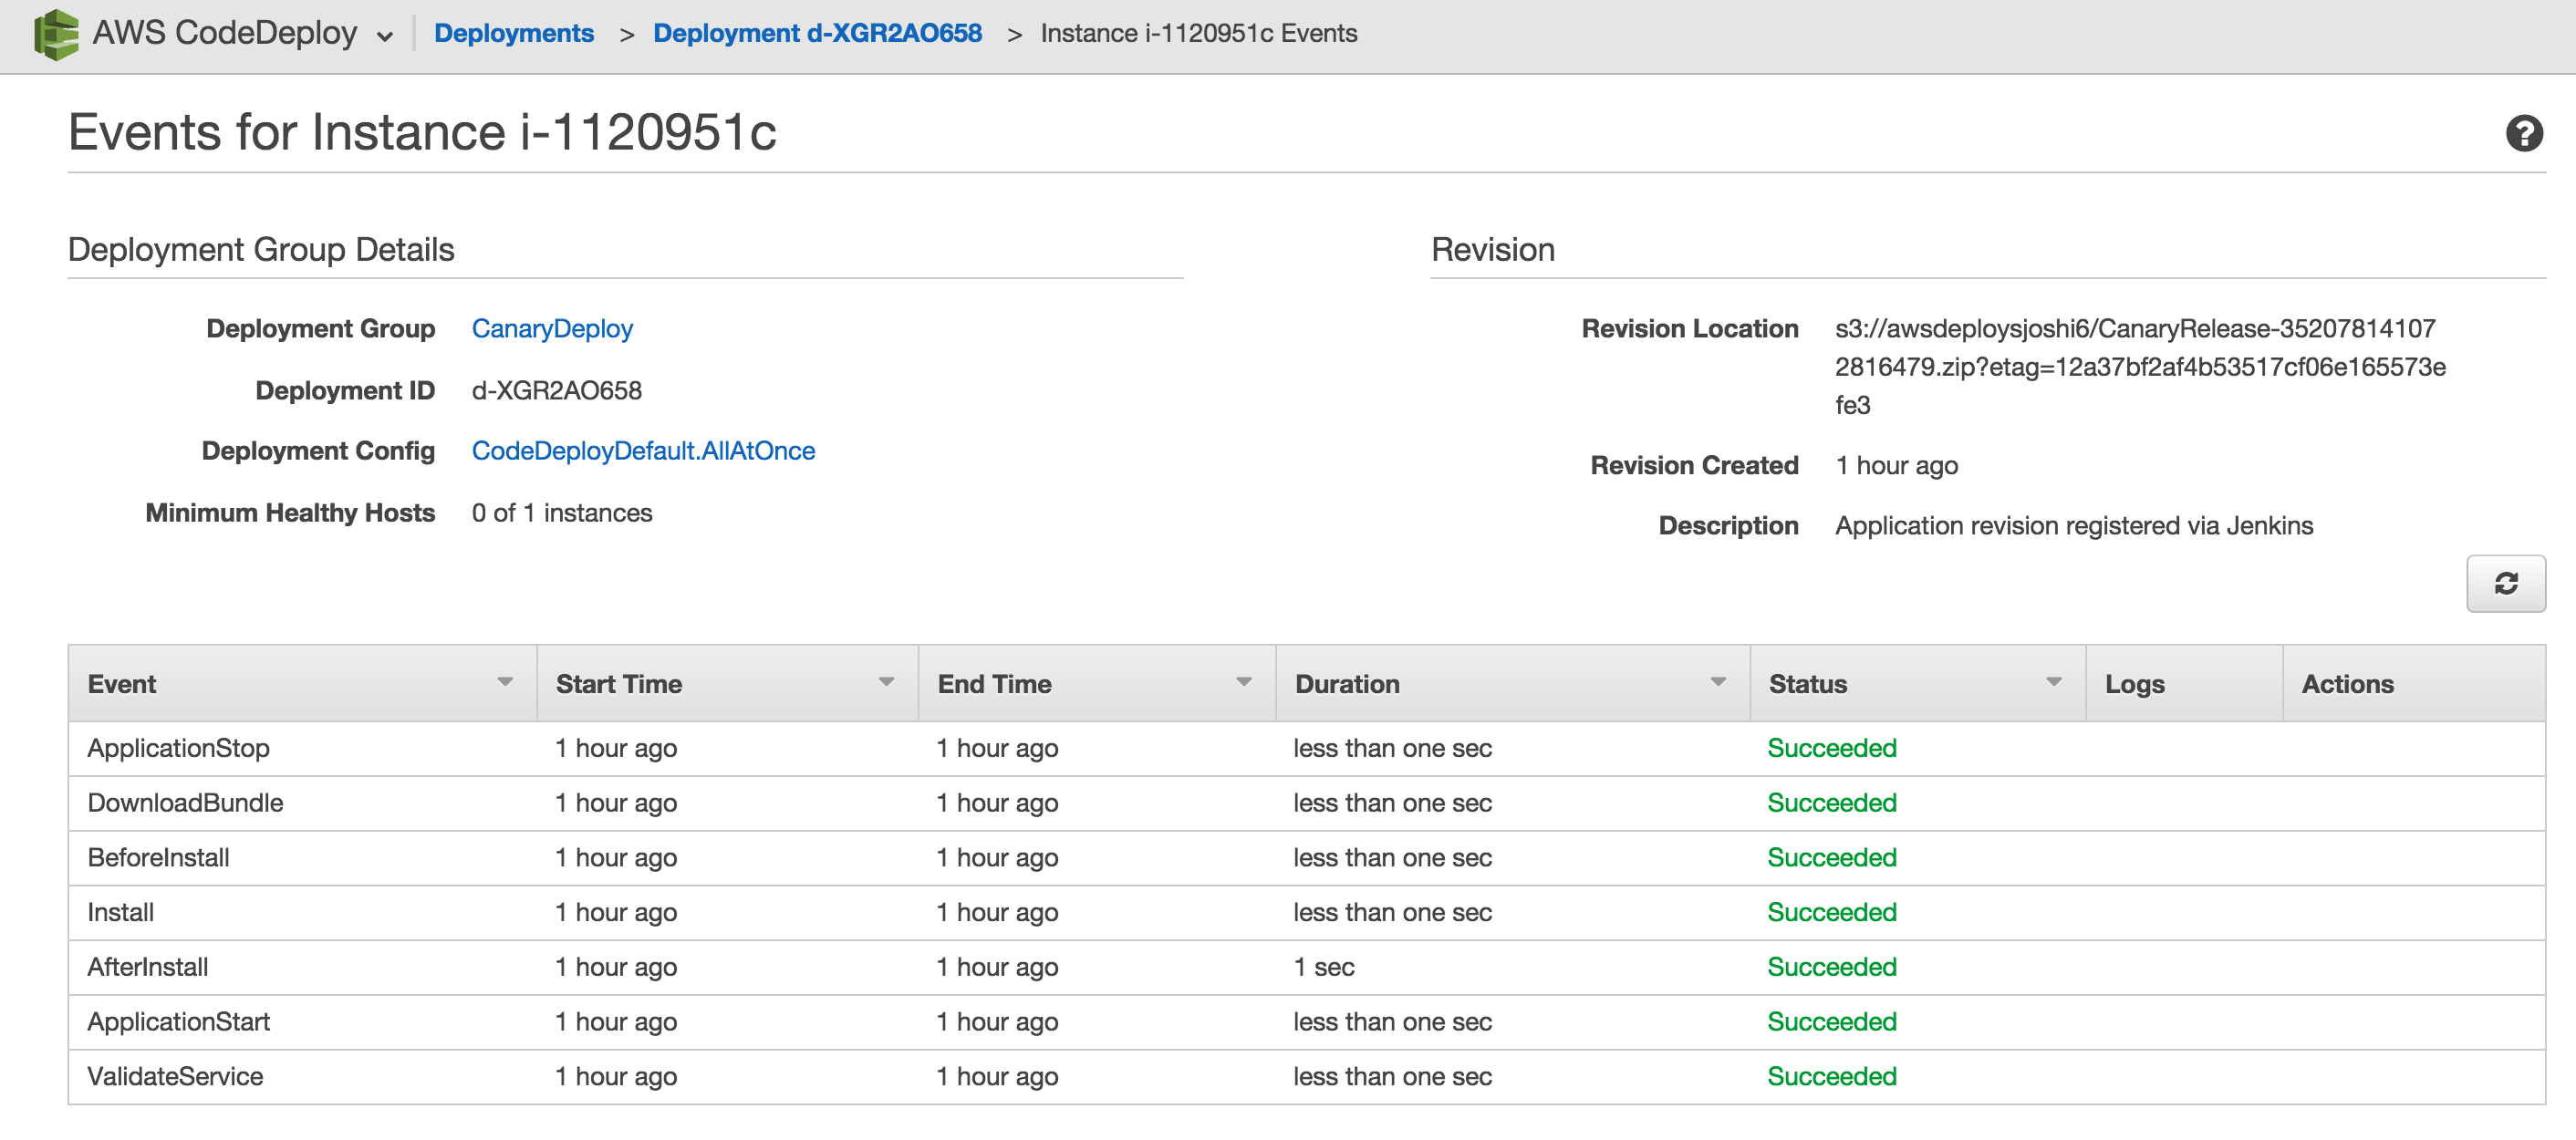 AWS CodeDeploy Deployments > Deployment d-XGR2AO658 > Instance i-1120951c Events
Events for Instance i-1120951c
Deployment Group Details
Deployment Group CanaryDeploy
Deployment ID d-XGR2AO658
Deployment Config CodeDeployDefault.AllAtOnce
Minimum Healthy Hosts 0 of 1 instances
Revision
Revision Location s3://awsdeploysjoshi6/CanaryRelease-35207814107
2816479.zip?etag=12a37bf2af4b53517cf06e165573e
fe3
Revision Created 1 hour ago
Description Application revision registered via Jenkins
Event Start Time End Time Duration Status Logs Actions
ApplicationStop 1 hour ago 1 hour ago less than one sec Succeeded
DownloadBundle 1 hour ago 1 hour ago less than one sec Succeeded
BeforeInstall 1 hour ago 1 hour ago less than one sec Succeeded
Install 1 hour ago 1 hour ago less than one sec Succeeded
AfterInstall 1 hour ago 1 hour ago 1 sec Succeeded
ApplicationStart 1 hour ago 1 hour ago less than one sec Succeeded
ValidateService 1 hour ago 1 hour ago less than one sec Succeeded